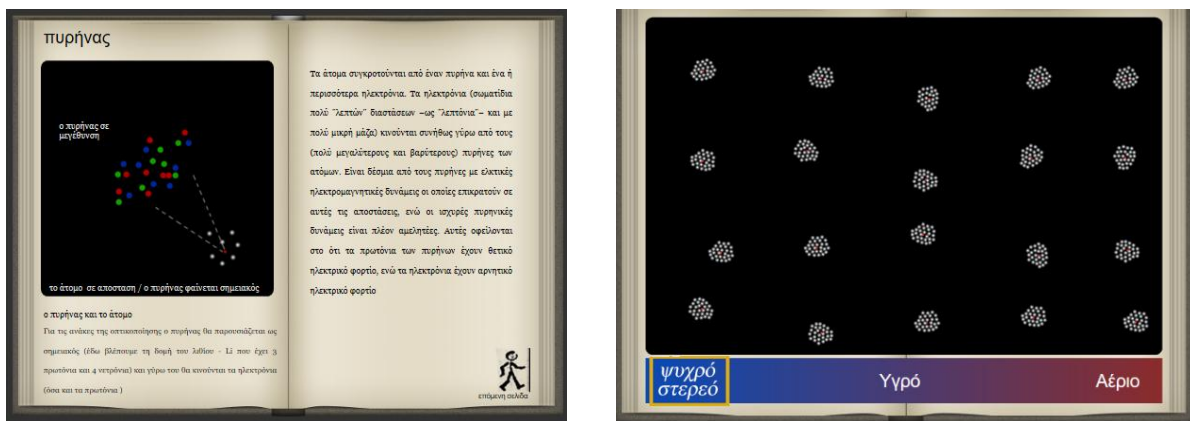 πυρήνας
ο πυρήνας σε
μεγέθυνση
το άτομο σε αποσταση / ο πυρήνας φαίνεται σημειακός
ο πυρήνας και το άτομο
Για τις ανάκες της οπτικοποίησης ο πυρήνας θα παρουσιάζεται ως
σημειακός (έδω βλέπουμε τη δομή του λιθίου - Li που έχει 3
πρωτόνια και 4 νετρόνια) και γύρω του θα κινούνται τα ηλεκτρόνια
(όσα και τα πρωτόνια )
Τα άτομα συγκροτούνται από έναν πυρήνα και ένα ή
περισσότερα ηλεκτρόνια. Τα ηλεκτρόνια (σωματίδια
πολύ ¨λεπτών¨ διαστάσεων –ως ¨λεπτόνια¨– και με
πολύ μικρή μάζα) κινούνται συνήθως γύρω από τους
(πολύ μεγαλύτερους και βαρύτερους) πυρήνες των
ατόμων. Είναι δέσμια από τους πυρήνες με ελκτικές
ηλεκτρομαγνητικές δυνάμεις οι οποίες επικρατούν σε
αυτές τις αποστάσεις, ενώ οι ισχυρές πυρηνικές
δυνάμεις είναι πλέον αμελητέες. Αυτές οφείλονται
στο ότι τα πρωτόνια των πυρήνων έχουν θετικό
ηλεκτρικό φορτίο, ενώ τα ηλεκτρόνια έχουν αρνητικό
ηλεκτρικό φορτίο
επόμενη σελίδα
ψυχρό
στερεό
Υγρό
Αέριο